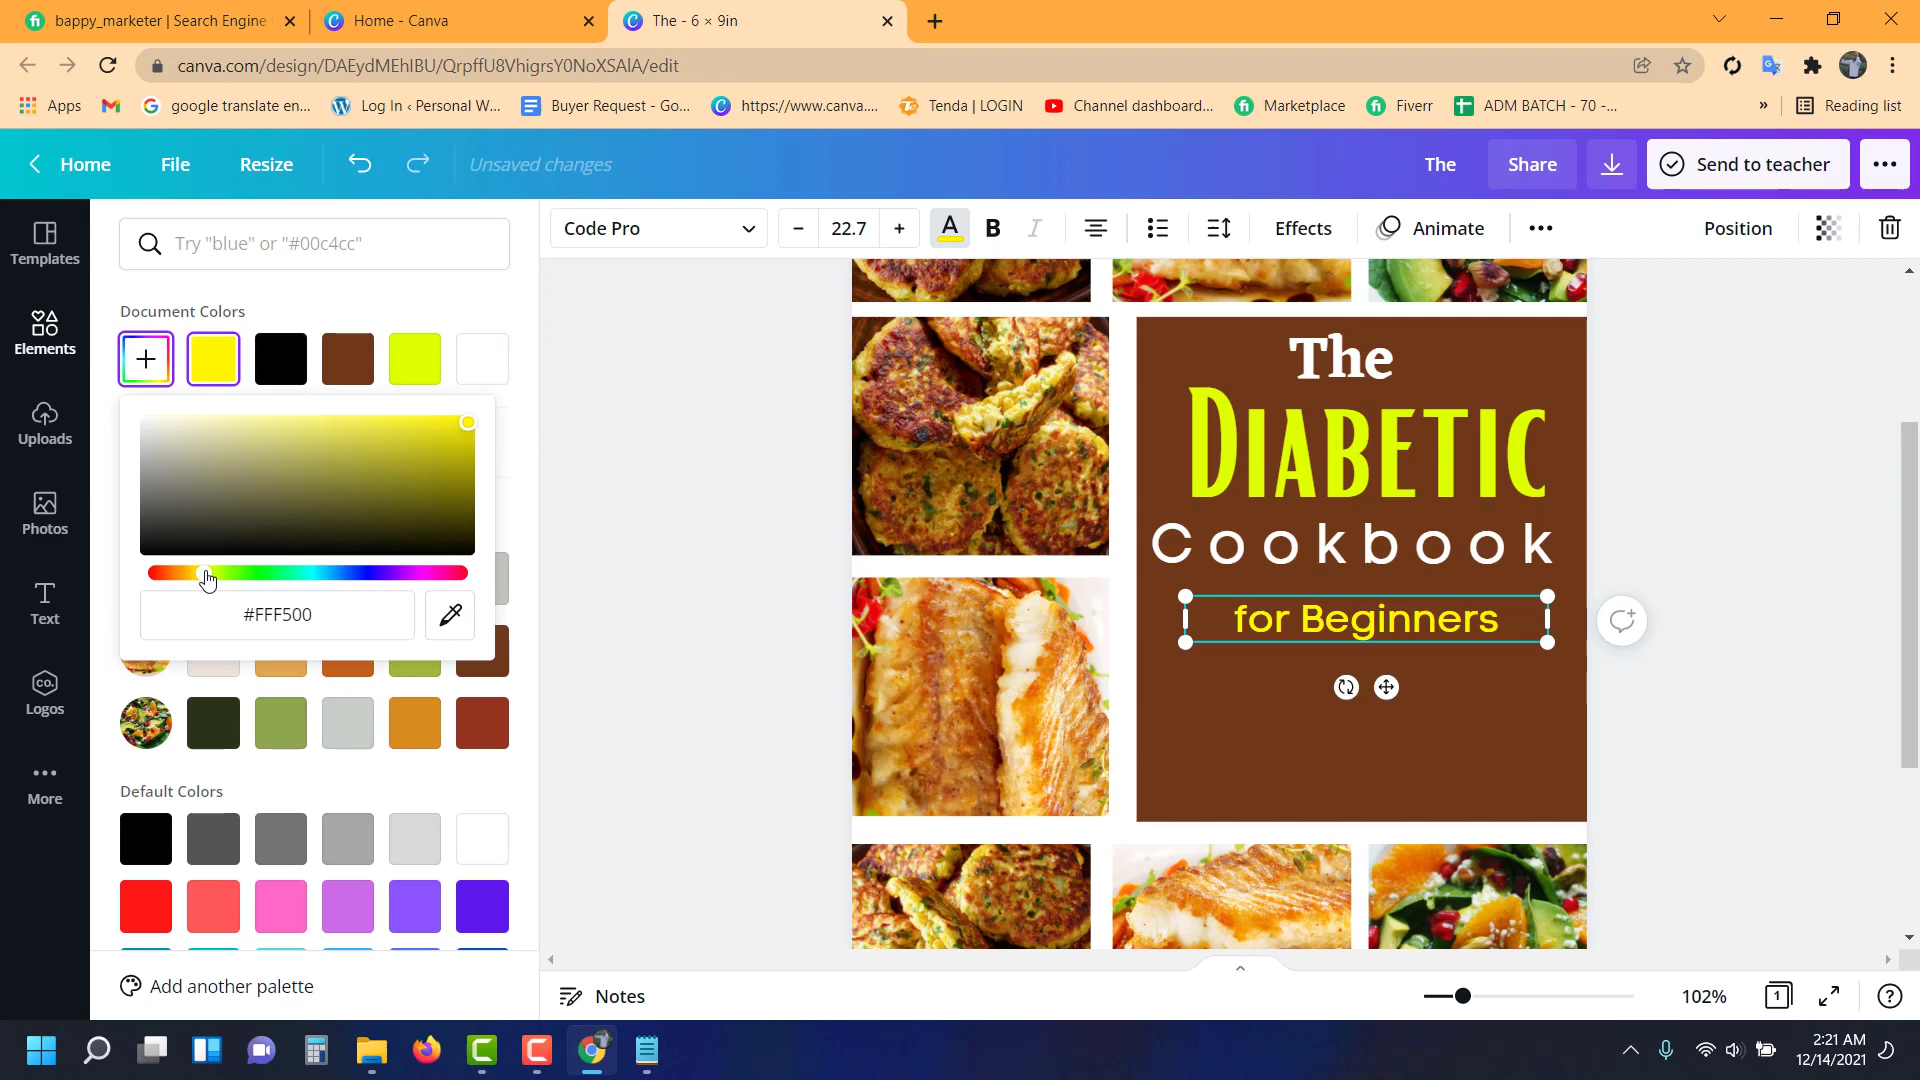 bappy_marketer | Search Engine
Home - Canva
The - 6 × 9in
canva.com/design/DAEydMEhIBU/QrpffU8VhigrsY0NoXSAlA/edit
Apps
google translate en...
Log In ‹ Personal W...
Buyer Request - Go...
https://www.canva....
Tenda | LOGIN
Channel dashboard...
Marketplace
Fiverr
ADM BATCH - 70 -...
»
Reading list
Home
File
Resize
Unsaved changes
The
Share
Send to teacher
Templates
Elements
Uploads
Photos
Text
CO.
Logos
More
Try "blue" or "#00c4cc"
Document Colors
#FFF500
Default Colors
Add another palette
Code Pro
– 22.7 +
A
B
I
Effects
Animate
Position
The
DIABETIC
Cookbook
for Beginners
Notes
102%
1
2:21 AM
12/14/2021